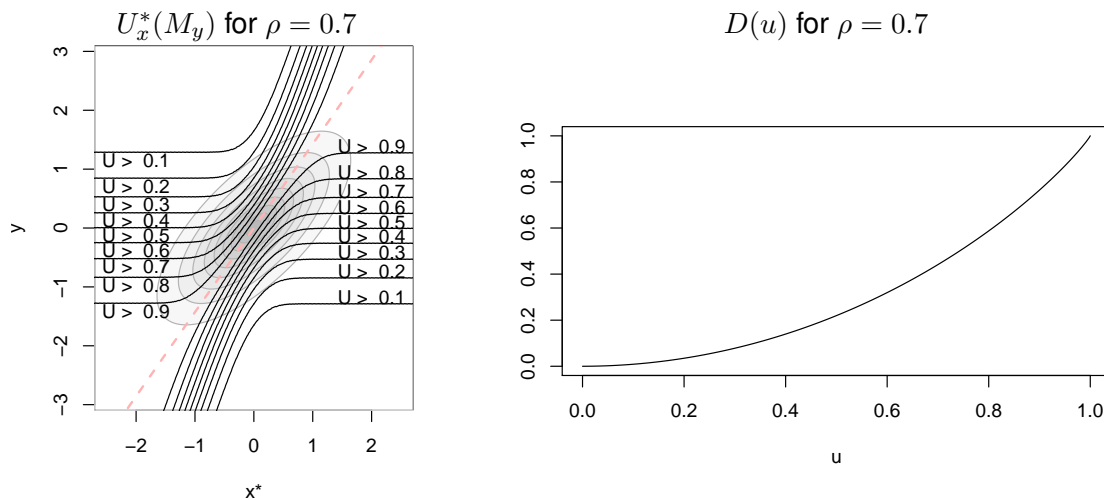 U*x(My) for ρ = 0.7
3
2
1
0
−1
−2
−3
y
U > 0.1
U > 0.2
U > 0.3
U > 0.4
U > 0.5
U > 0.6
U > 0.7
U > 0.8
U > 0.9
U > 0.9
U > 0.8
U > 0.7
U > 0.6
U > 0.5
U > 0.4
U > 0.3
U > 0.2
U > 0.1
−2 −1 0 1 2
x*
D(u) for ρ = 0.7
1.0
0.8
0.6
0.4
0.2
0.0
0.0 0.2 0.4 0.6 0.8 1.0
u